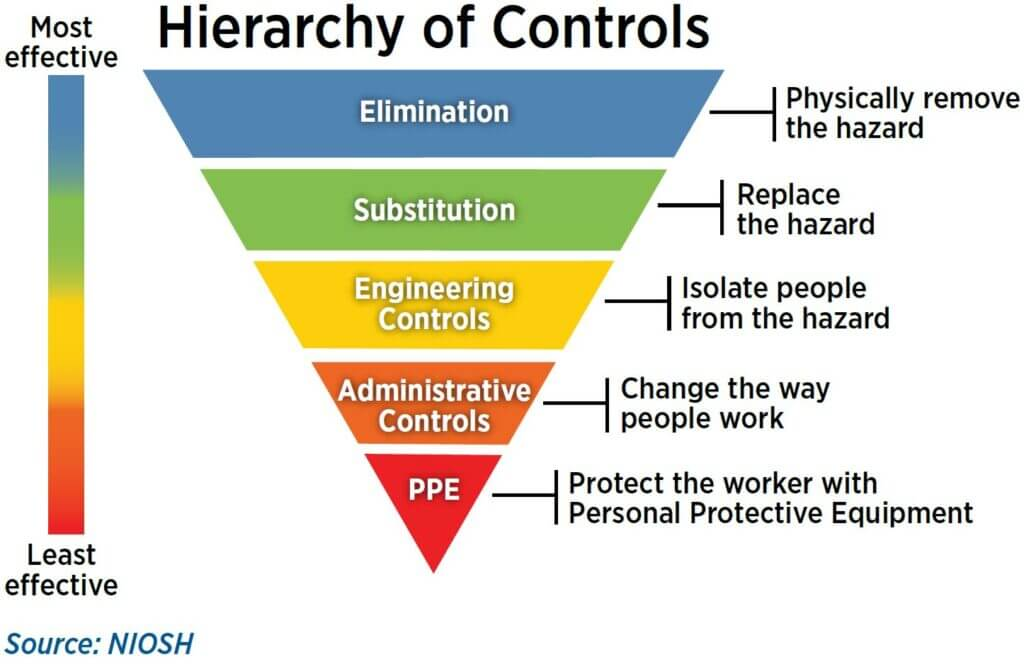 Hierarchy of Controls
Most
effective
Elimination
Physically remove
the hazard
Substitution
Replace
the hazard
Engineering
Controls
Isolate people
from the hazard
Administrative
Controls
Change the way
people work
PPE
Protect the worker with
Personal Protective Equipment
Least
effective
Source: NIOSH